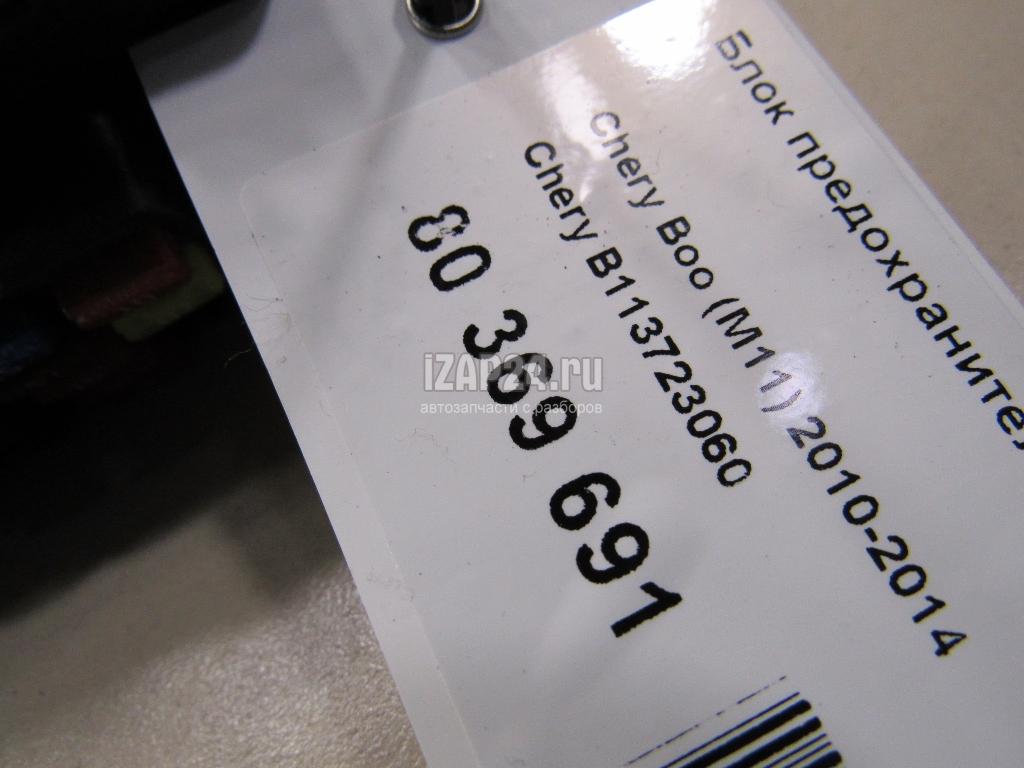 Блок предохранител
Chery Boo (M11) 2010-2014
Chery B113723060
80 369 691
iZAP24.ru
автозапчасти с разборов